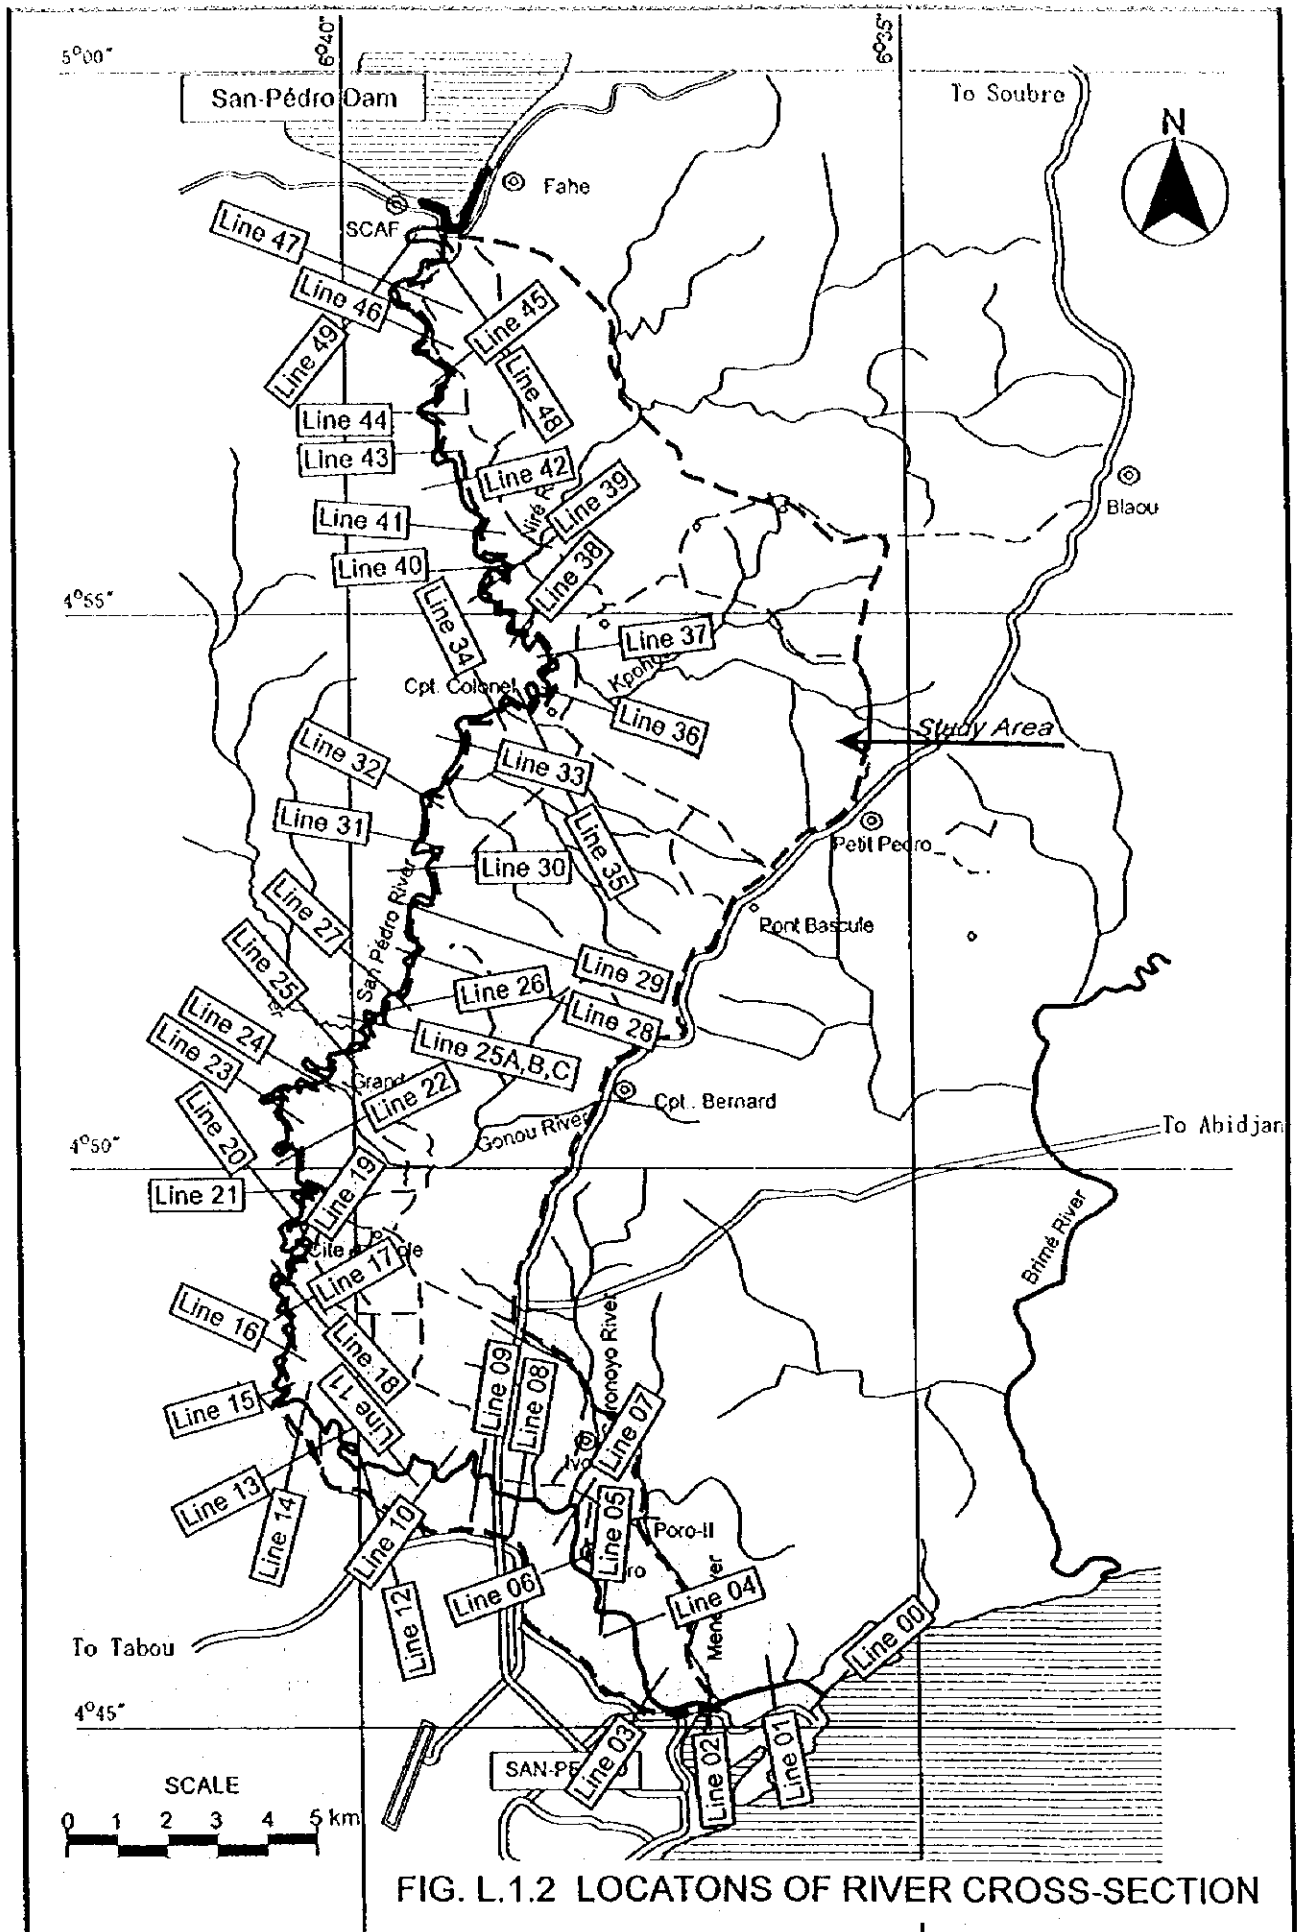 5°00"
6°40'
6°35'
San-Pédro Dam
To Soubre
N
Fahe
SCAF
Line 47
Line 46
Line 45
Line 49
Line 48
Line 44
Line 43
Line 42
Line 39
Blaou
Line 41
Line 40
Line 38
4°55"
Line 34
Line 37
Cpt. Colonel
Line 36
Study Area
Line 32
Line 33
Line 31
Line 35
Petit Pedro
Line 30
San Pédro River
Line 27
Pont Bascule
Line 25
Line 29
Line 26
Line 28
Line 24
Line 23
Line 25A,B,C
Grand
Line 22
Cpt. Bernard
Line 20
Gonou River
To Abidjan
4°50"
Line 21
Line 19
Cite
Brimé River
Line 17
Line 16
Line 18
Line 09
Line 08
Line 11
Line 07
Line 15
Line 13
Line 14
Line 10
Line 05
Poro-II
Line 06
Line 04
Line 12
Line 00
To Tabou
4°45"
Line 03
Line 02
Line 01
SCALE
0 1 2 3 4 5 km
FIG. L.1.2 LOCATONS OF RIVER CROSS-SECTION